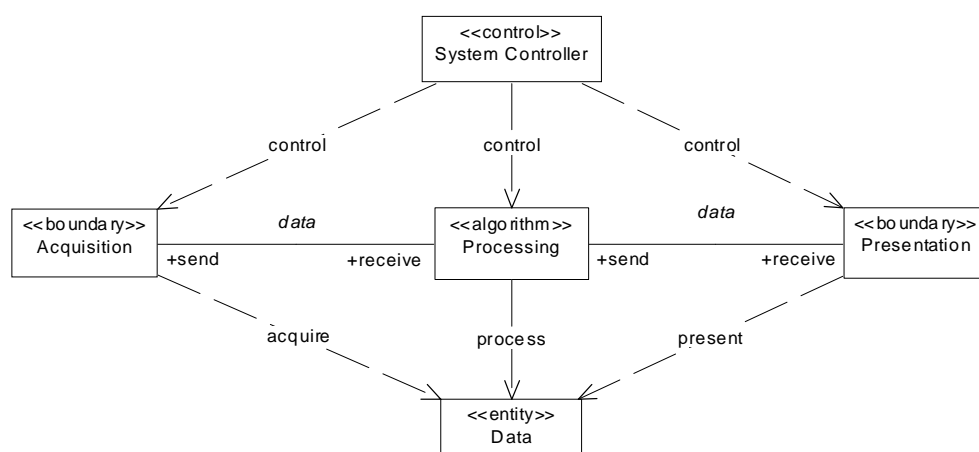 <<control>>
System Controller
control
control
control
<<boundary>>
Acquisition
data
+send
+receive
<<algorithm>>
Processing
data
+send
+receive
<<boundary>>
Presentation
acquire
process
present
<<entity>>
Data